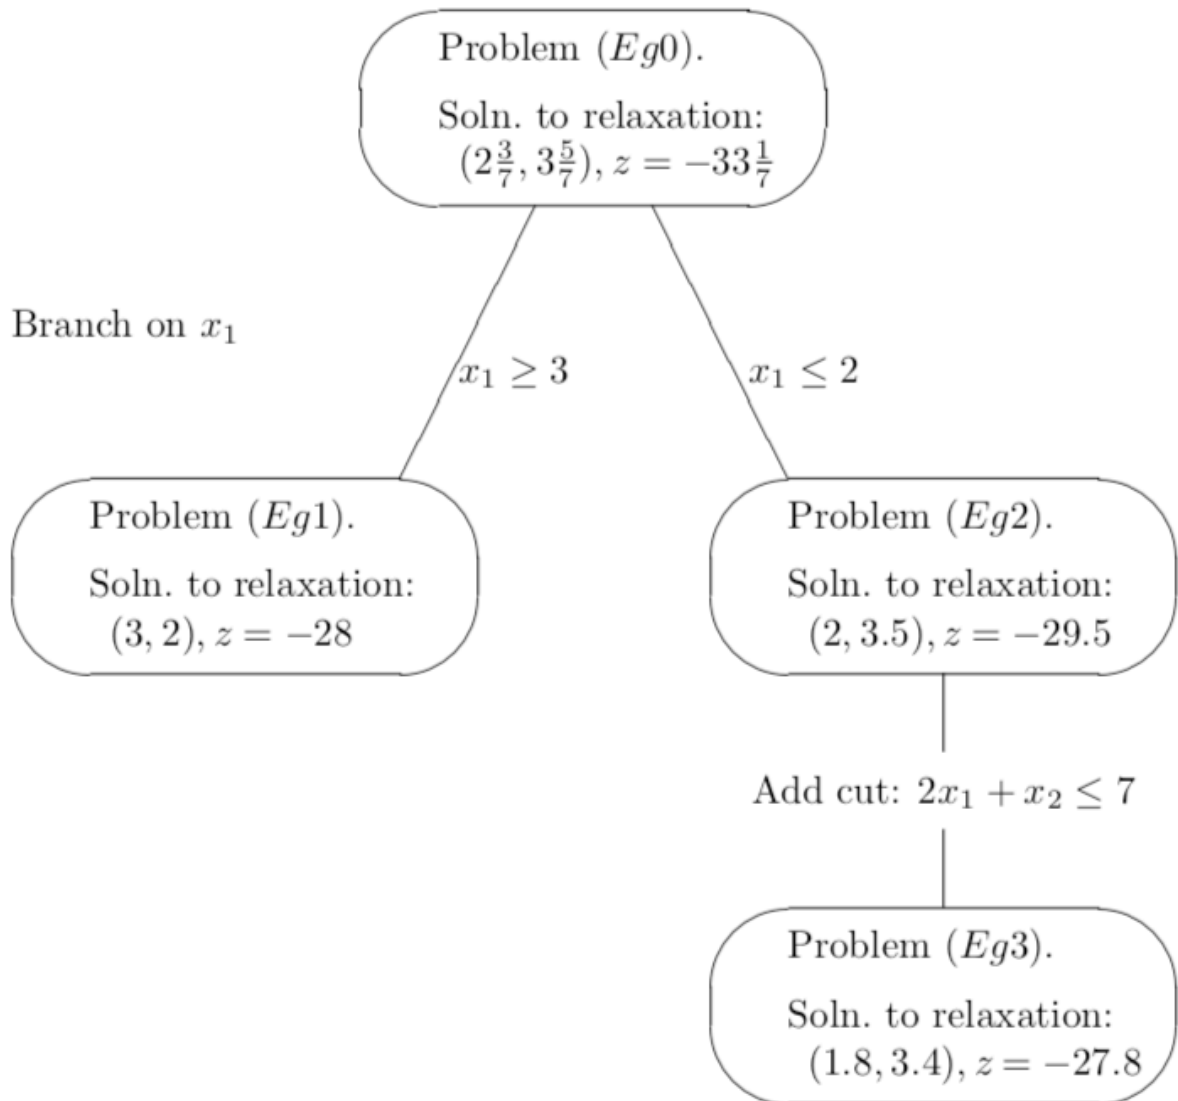 Problem (Eg0).
Soln. to relaxation:
(2 3/7, 3 5/7), z = −33 1/7
Branch on x₁
x₁ ≥ 3
x₁ ≤ 2
Problem (Eg1).
Soln. to relaxation:
(3, 2), z = −28
Problem (Eg2).
Soln. to relaxation:
(2, 3.5), z = −29.5
Add cut: 2x₁ + x₂ ≤ 7
Problem (Eg3).
Soln. to relaxation:
(1.8, 3.4), z = −27.8